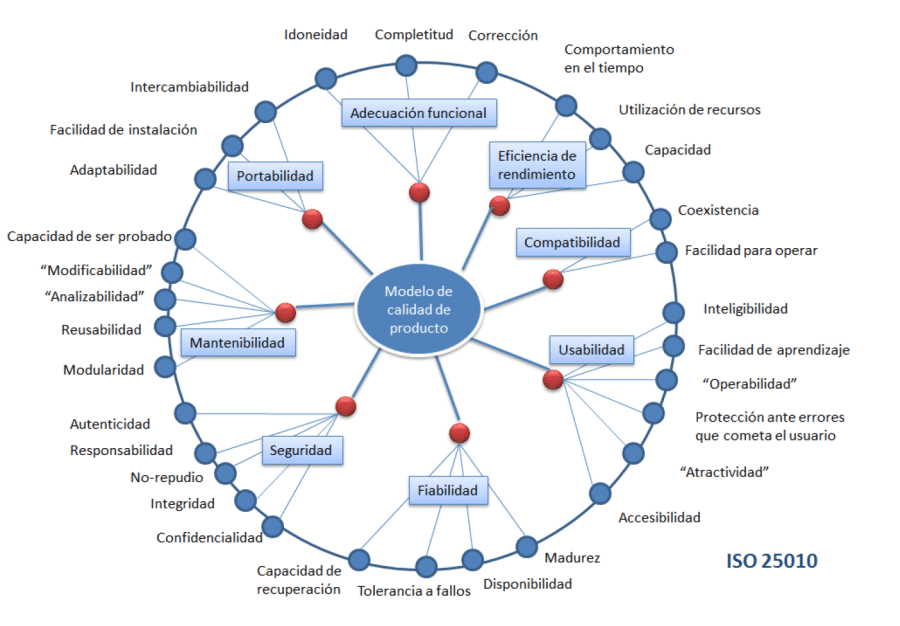 Idoneidad
Completitud
Corrección
Comportamiento
en el tiempo
Intercambiabilidad
Utilización de recursos
Adecuación funcional
Facilidad de instalación
Capacidad
Eficiencia de
rendimiento
Adaptabilidad
Portabilidad
Coexistencia
Capacidad de ser probado
Compatibilidad
Facilidad para operar
“Modificabilidad”
“Analizabilidad”
Modelo de
calidad de
producto
Inteligibilidad
Reusabilidad
Mantenibilidad
Usabilidad
Facilidad de aprendizaje
Modularidad
“Operabilidad”
Autenticidad
Protección ante errores
que cometa el usuario
Responsabilidad
Seguridad
No-repudio
“Atractividad”
Fiabilidad
Integridad
Accesibilidad
Confidencialidad
Madurez
ISO 25010
Capacidad de
recuperación
Tolerancia a fallos
Disponibilidad